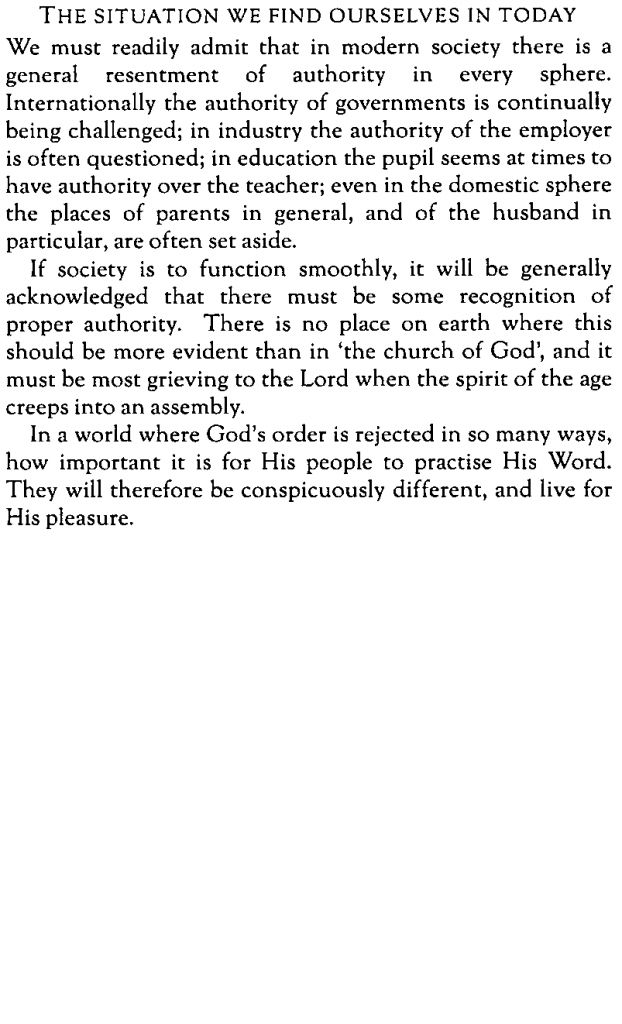 THE SITUATION WE FIND OURSELVES IN TODAY
We must readily admit that in modern society there is a
general resentment of authority in every sphere.
Internationally the authority of governments is continually
being challenged; in industry the authority of the employer
is often questioned; in education the pupil seems at times to
have authority over the teacher; even in the domestic sphere
the places of parents in general, and of the husband in
particular, are often set aside.
If society is to function smoothly, it will be generally
acknowledged that there must be some recognition of
proper authority. There is no place on earth where this
should be more evident than in ‘the church of God’, and it
must be most grieving to the Lord when the spirit of the age
creeps into an assembly.
In a world where God’s order is rejected in so many ways,
how important it is for His people to practise His Word.
They will therefore be conspicuously different, and live for
His pleasure.